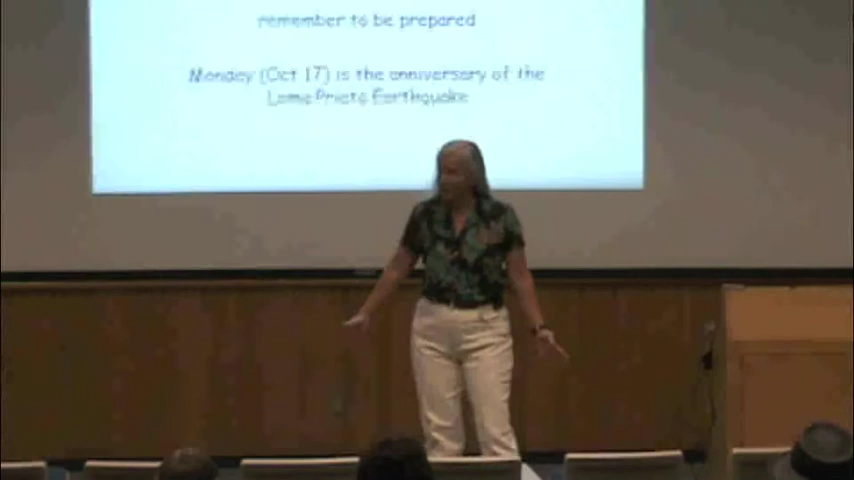 remember to be prepared
Monday (Oct 17) is the anniversary of the
Loma Prieta Earthquake